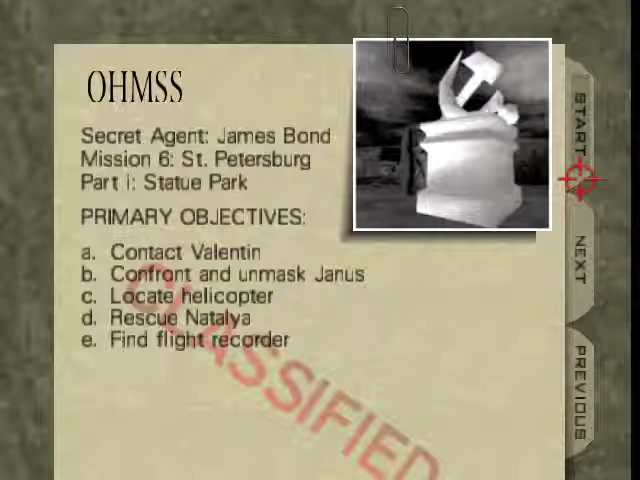 OHMSS
Secret Agent: James Bond
Mission 6: St. Petersburg
Part i: Statue Park
PRIMARY OBJECTIVES:
a. Contact Valentin
b. Confront and unmask Janus
c. Locate helicopter
d. Rescue Natalya
e. Find flight recorder
CLASSIFIED
START
NEXT
PREVIOUS